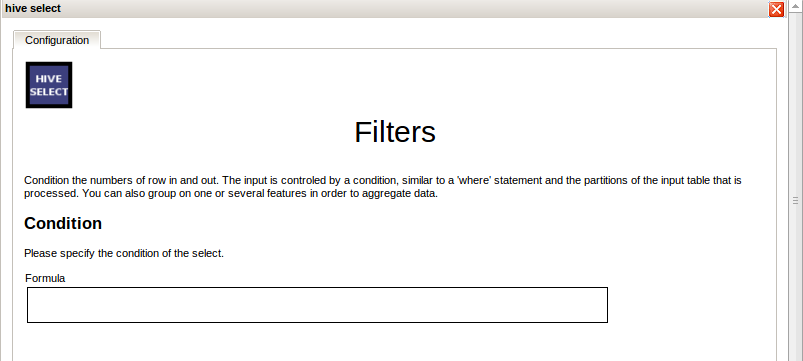 hive select
Configuration
HIVE
SELECT
Filters
Condition the numbers of row in and out. The input is controled by a condition, similar to a 'where' statement and the partitions of the input table that is
processed. You can also group on one or several features in order to aggregate data.
Condition
Please specify the condition of the select.
Formula